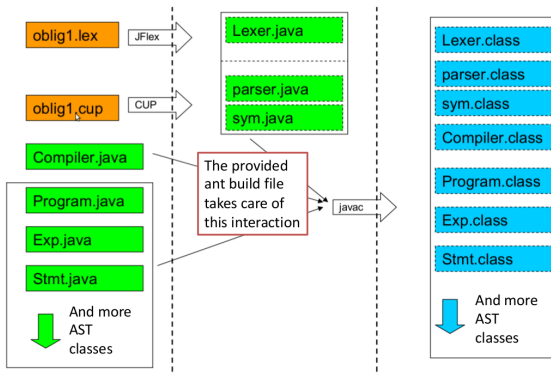 oblig1.lex
JFlex
oblig1.cup
CUP
Compiler.java
Program.java
Exp.java
Stmt.java
And more
AST
classes
Lexer.java
parser.java
sym.java
The provided
ant build file
takes care of
this interaction
javac
Lexer.class
parser.class
sym.class
Compiler.class
Program.class
Exp.class
Stmt.class
And more
AST
classes